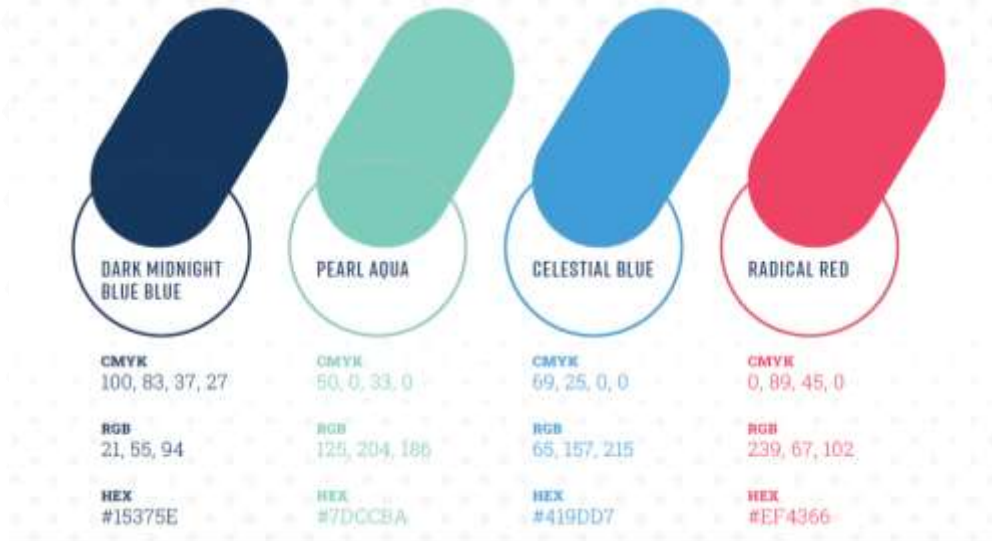 DARK MIDNIGHT
BLUE BLUE
CMYK
100, 83, 37, 27
RGB
21, 55, 94
HEX
#15375E
PEARL AQUA
CMYK
50, 0, 33, 0
RGB
125, 204, 186
HEX
#7DCCBA
CELESTIAL BLUE
CMYK
69, 25, 0, 0
RGB
65, 157, 215
HEX
#419DD7
RADICAL RED
CMYK
0, 89, 45, 0
RGB
239, 67, 102
HEX
#EF4366